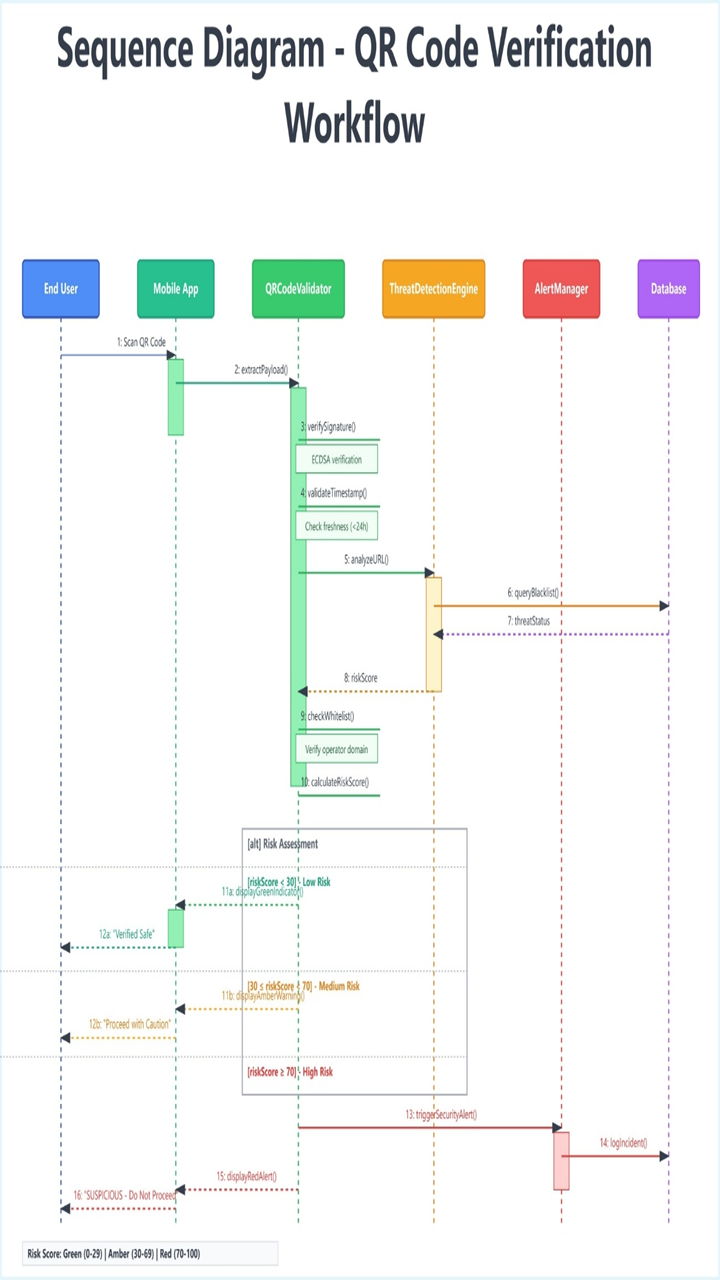 Sequence Diagram - QR Code Verification
Workflow
End User
Mobile App
QRCodeValidator
ThreatDetectionEngine
AlertManager
Database
1: Scan QR Code
2: extractPayload()
3: verifySignature()
ECDSA verification
4: validateTimestamp()
Check freshness (<24h)
5: analyzeURL()
6: queryBlacklist()
7: threatStatus
8: riskScore
9: checkWhitelist()
Verify operator domain
10: calculateRiskScore()
[alt] Risk Assessment
[riskScore < 30] - Low Risk
11a: displayGreenIndicator()
12a: "Verified Safe"
[30 ≤ riskScore < 70] - Medium Risk
11b: displayAmberWarning()
12b: "Proceed with Caution"
[riskScore ≥ 70] - High Risk
13: triggerSecurityAlert()
14: logIncident()
15: displayRedAlert()
16: "SUSPICIOUS - Do Not Proceed
Risk Score: Green (0-29) | Amber (30-69) | Red (70-100)